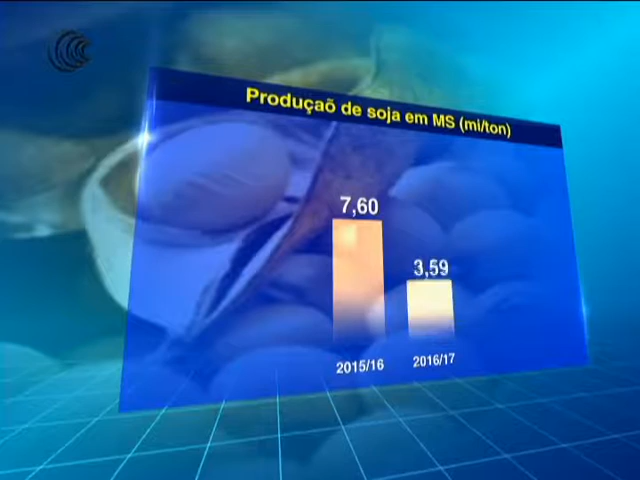 Produçaõ de soja em MS (mi/ton)
7,60
3,59
2015/16
2016/17